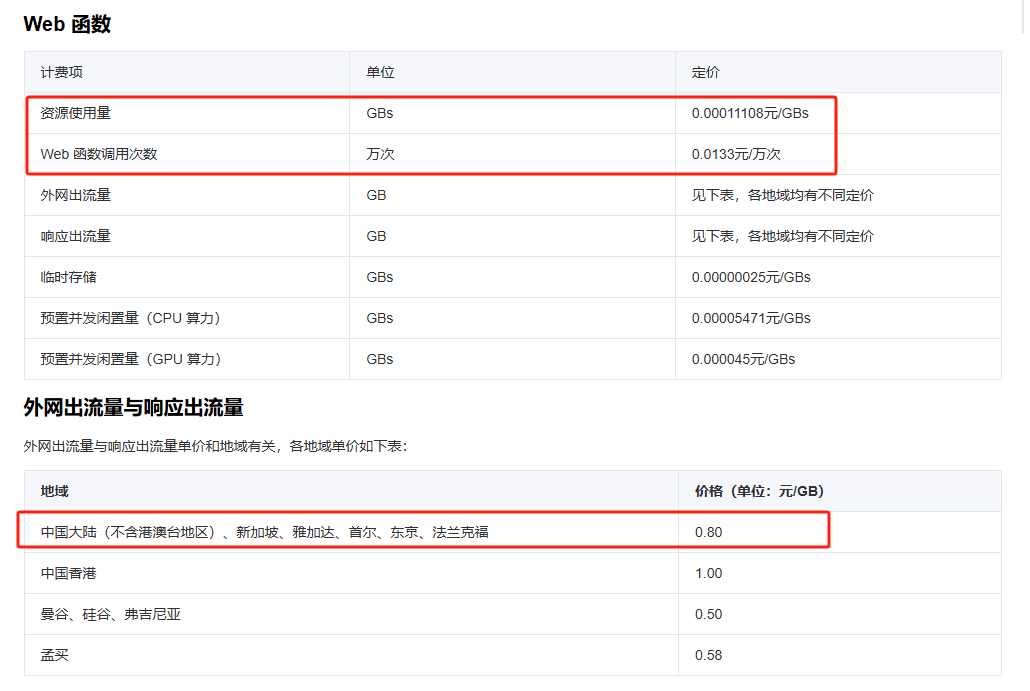 Web 函数
计费项 单位 定价
资源使用量 GBs 0.00011108元/GBs
Web 函数调用次数 万次 0.0133元/万次
外网出流量 GB 见下表，各地域均有不同定价
响应出流量 GB 见下表，各地域均有不同定价
临时存储 GBs 0.00000025元/GBs
预置并发闲置量（CPU 算力） GBs 0.00005471元/GBs
预置并发闲置量（GPU 算力） GBs 0.000045元/GBs
外网出流量与响应出流量
外网出流量与响应出流量单价和地域有关，各地域单价如下表：
地域 价格（单位：元/GB）
中国大陆（不含港澳台地区）、新加坡、雅加达、首尔、东京、法兰克福 0.80
中国香港 1.00
曼谷、硅谷、弗吉尼亚 0.50
孟买 0.58